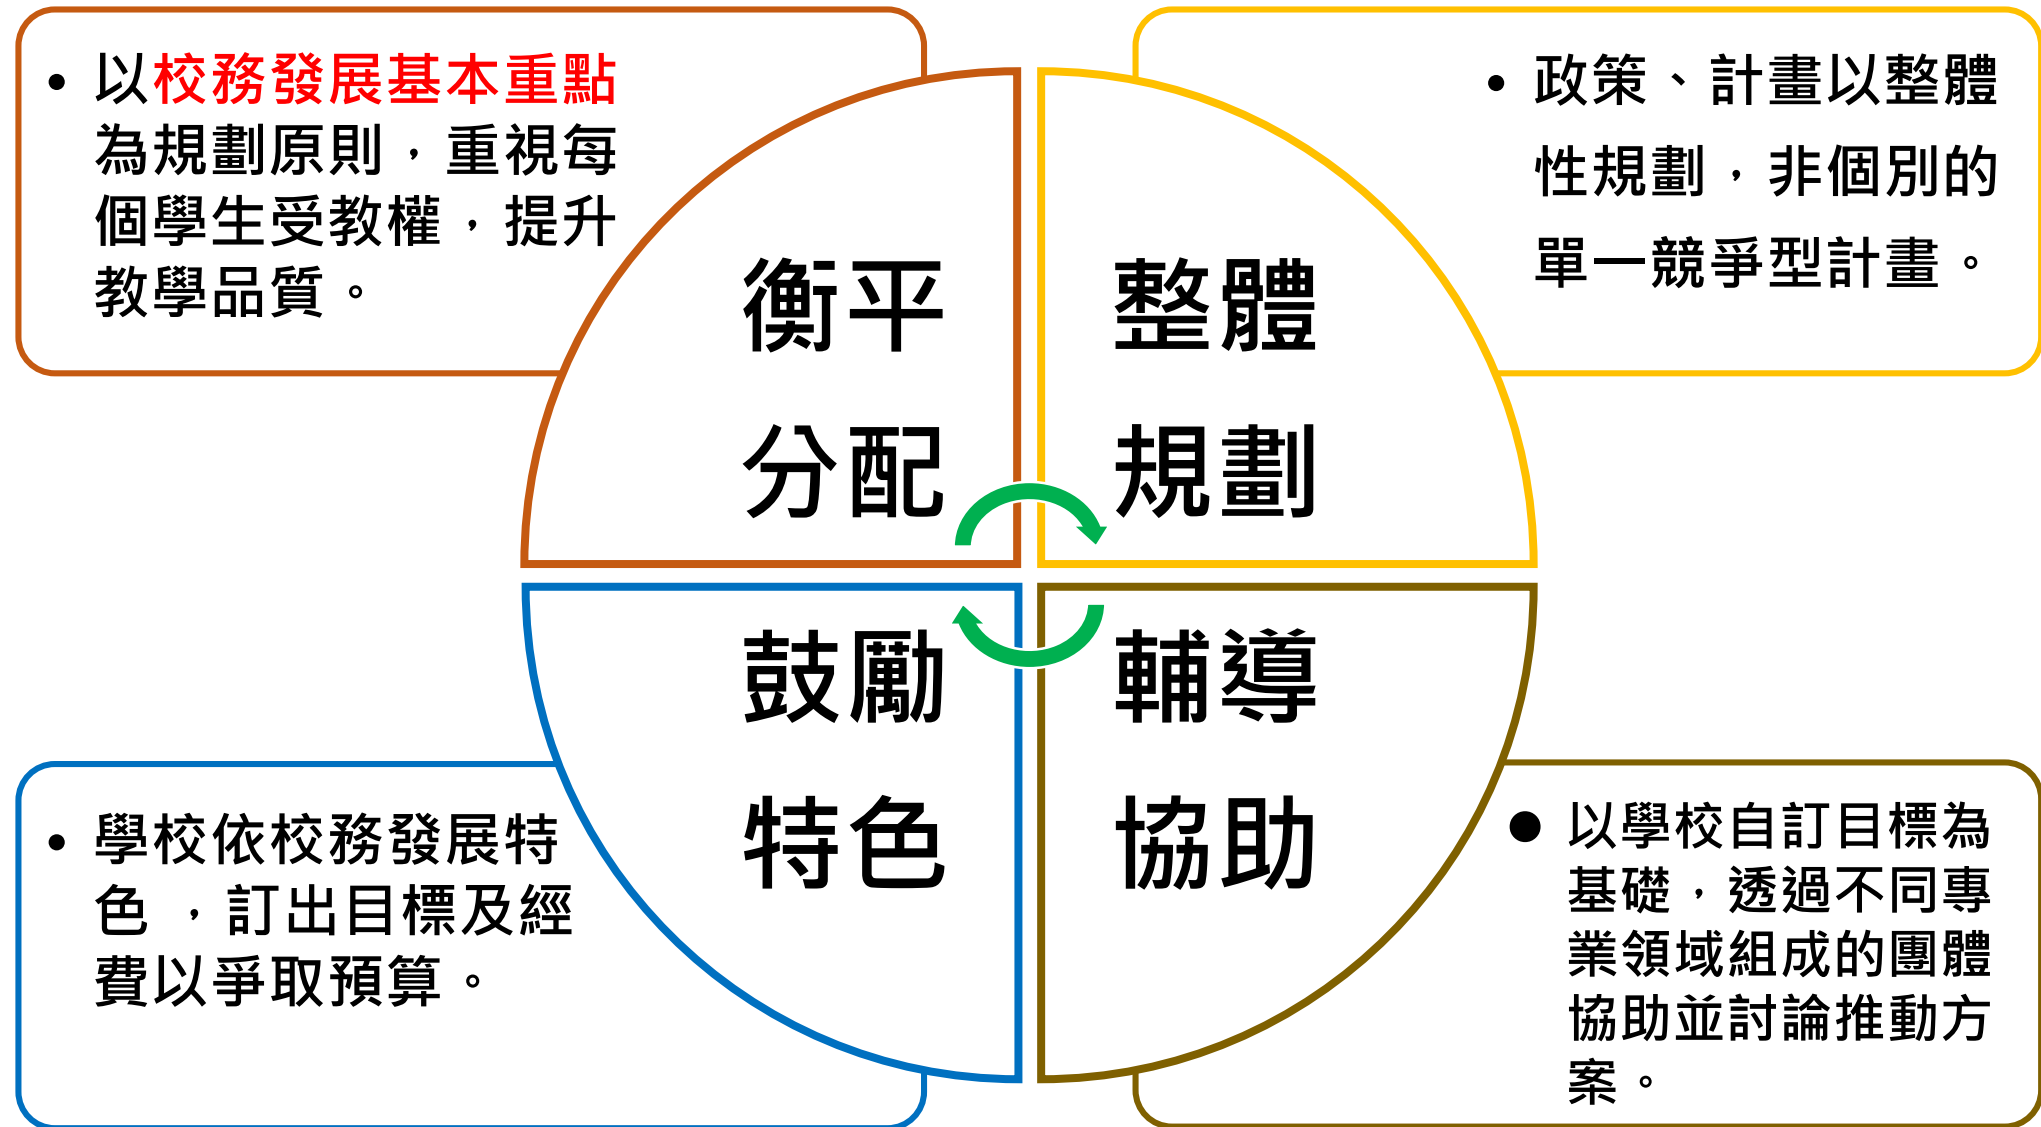 • 以校務發展基本重點
為規劃原則，重視每
個學生受教權，提升
教學品質。
• 政策、計畫以整體
性規劃，非個別的
單一競爭型計畫。
衡平
分配
整體
規劃
鼓勵
特色
輔導
協助
• 學校依校務發展特
色 ，訂出目標及經
費以爭取預算。
● 以學校自訂目標為
基礎，透過不同專
業領域組成的團體
協助並討論推動方
案。